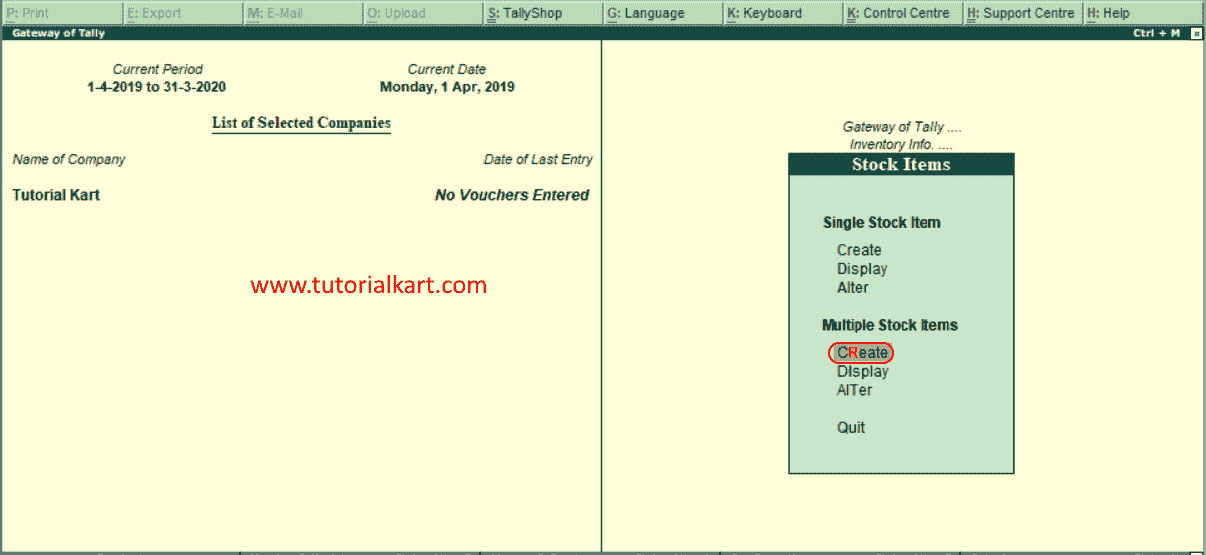 P: Print E: Export M: E-Mail O: Upload S: TallyShop G: Language K: Keyboard K: Control Centre H: Support Centre H: Help
Gateway of Tally Ctrl + M
Current Period Current Date
1-4-2019 to 31-3-2020 Monday, 1 Apr, 2019
List of Selected Companies
Name of Company Date of Last Entry
Tutorial Kart No Vouchers Entered
www.tutorialkart.com
Gateway of Tally ....
Inventory Info. ....
Stock Items
Single Stock Item
Create
Display
Alter
Multiple Stock Items
CReate
DIsplay
AlTer
Quit